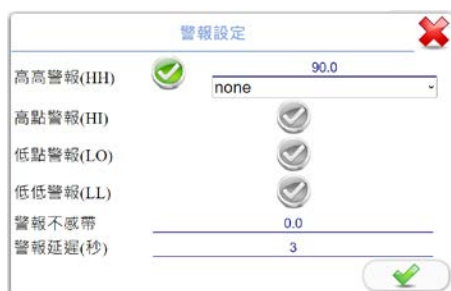 警報設定
高高警報(HH)
90.0
none
高點警報(HI)
低點警報(LO)
低低警報(LL)
警報不感帶
0.0
警報延遲(秒)
3